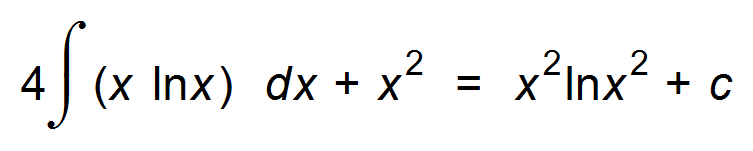 4∫(x lnx) dx + x² = x²lnx² + c